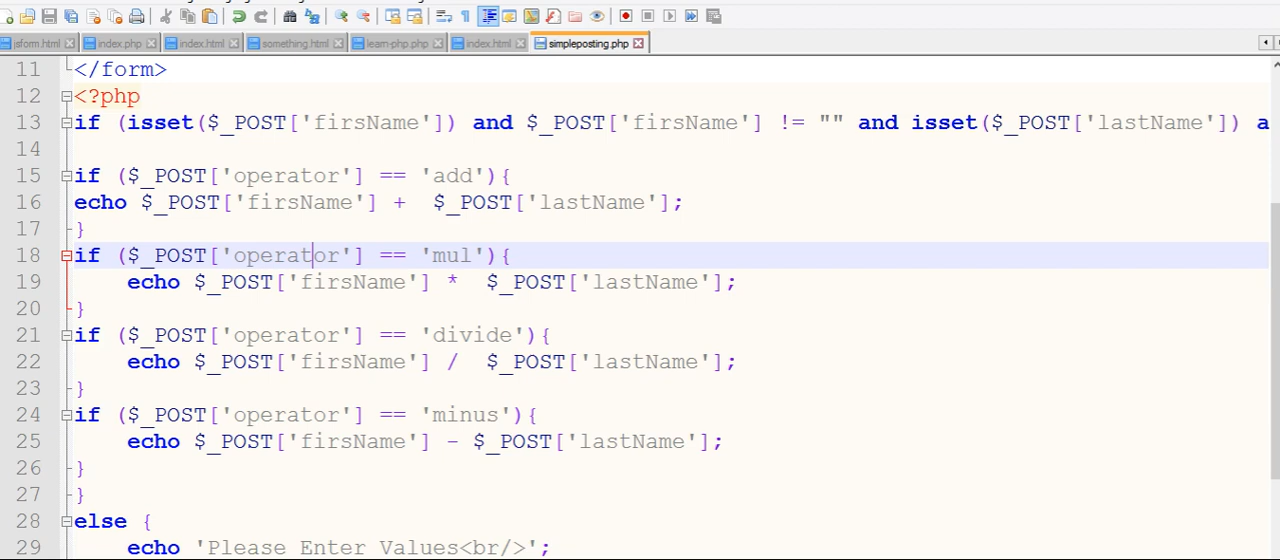 jsform.html index.php index.html something.html learn-php.php index.html simpleposting.php
11 </form>
12 <?php
13 if (isset($_POST['firsName']) and $_POST['firsName'] != "" and isset($_POST['lastName']) a
14
15 if ($_POST['operator'] == 'add'){
16 echo $_POST['firsName'] +  $_POST['lastName'];
17 }
18 if ($_POST['operator'] == 'mul'){
19     echo $_POST['firsName'] *  $_POST['lastName'];
20 }
21 if ($_POST['operator'] == 'divide'){
22     echo $_POST['firsName'] /  $_POST['lastName'];
23 }
24 if ($_POST['operator'] == 'minus'){
25     echo $_POST['firsName'] - $_POST['lastName'];
26 }
27 }
28 else {
29     echo 'Please Enter Values<br/>';